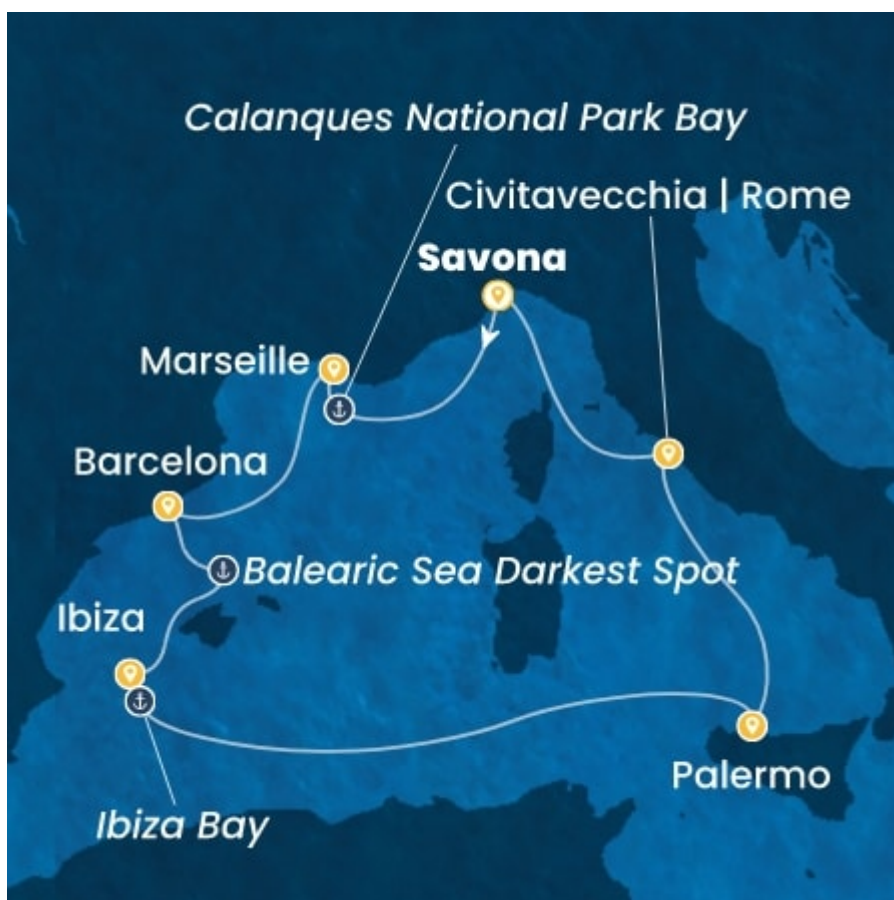 Calanques National Park Bay
Civitavecchia | Rome
Savona
Marseille
Barcelona
Balearic Sea Darkest Spot
Ibiza
Palermo
Ibiza Bay